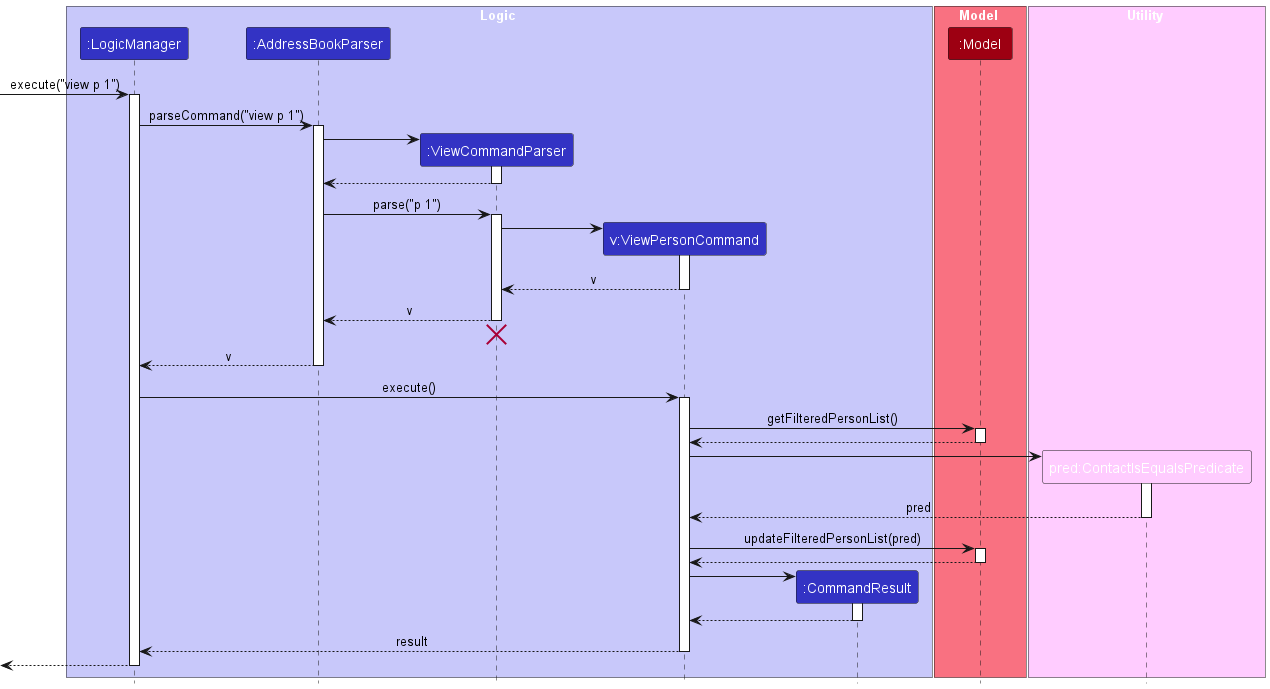 Logic
Model
Utility
:LogicManager
:AddressBookParser
:Model
execute("view p 1")
parseCommand("view p 1")
:ViewCommandParser
parse("p 1")
v:ViewPersonCommand
v
v
v
execute()
getFilteredPersonList()
pred:ContactIsEqualsPredicate
pred
updateFilteredPersonList(pred)
:CommandResult
result